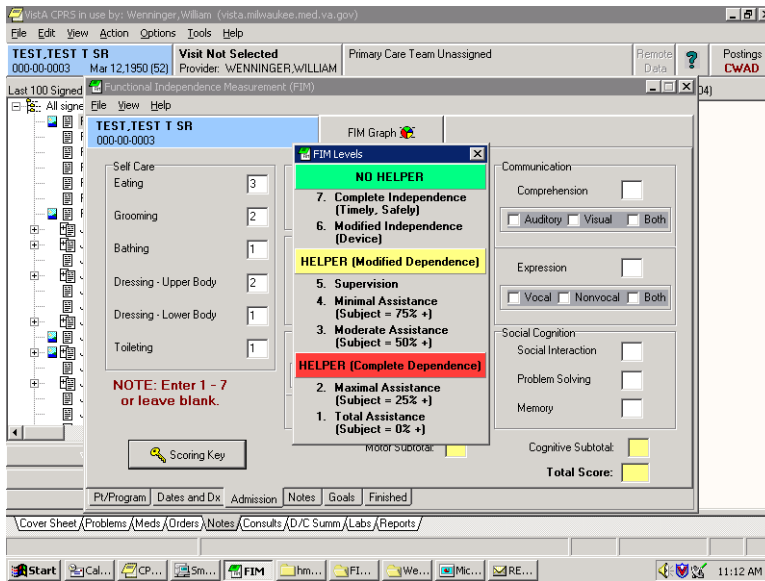 VistA CPRS in use by: Wenninger,William (vista.milwaukee.med.va.gov)
File Edit View Action Options Tools Help
TEST,TEST T SR
000-00-0003 Mar 12,1950 (52)
Visit Not Selected
Provider: WENNINGER,WILLIAM
Primary Care Team Unassigned
Remote
Data
Postings
CWAD
Last 100 Signed
04)
All signe
Functional Independence Measurement (FIM)
File View Help
TEST,TEST T SR
000-00-0003
FIM Graph
Self Care
Eating 3
Grooming 2
Bathing 1
Dressing - Upper Body 2
Dressing - Lower Body 1
Toileting 1
NOTE: Enter 1 - 7
or leave blank.
Scoring Key
FIM Levels
NO HELPER
7. Complete Independence
(Timely, Safely)
6. Modified Independence
(Device)
HELPER (Modified Dependence)
5. Supervision
4. Minimal Assistance
(Subject = 75% +)
3. Moderate Assistance
(Subject = 50% +)
HELPER (Complete Dependence)
2. Maximal Assistance
(Subject = 25% +)
1. Total Assistance
(Subject = 0% +)
Motor Subtotal:
Communication
Comprehension
Auditory Visual Both
Expression
Vocal Nonvocal Both
Social Cognition
Social Interaction
Problem Solving
Memory
Cognitive Subtotal:
Total Score:
Pt/Program Dates and Dx Admission Notes Goals Finished
Cover Sheet Problems Meds Orders Notes Consults D/C Summ Labs Reports
Start Cal... CP... Sm... FIM hm... FI... We... Mic... RE... 11:12 AM